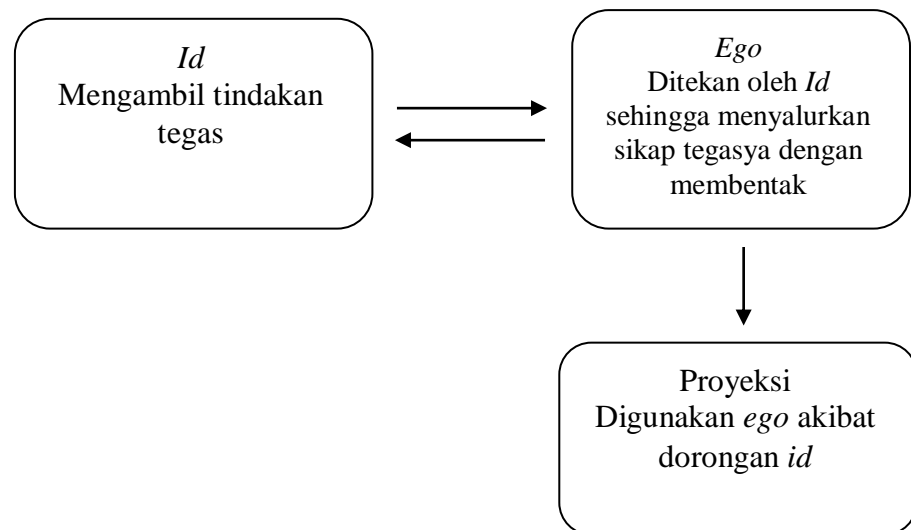 Id
Mengambil tindakan
tegas
Ego
Ditekan oleh Id
sehingga menyalurkan
sikap tegasya dengan
membentak
Proyeksi
Digunakan ego akibat
dorongan id